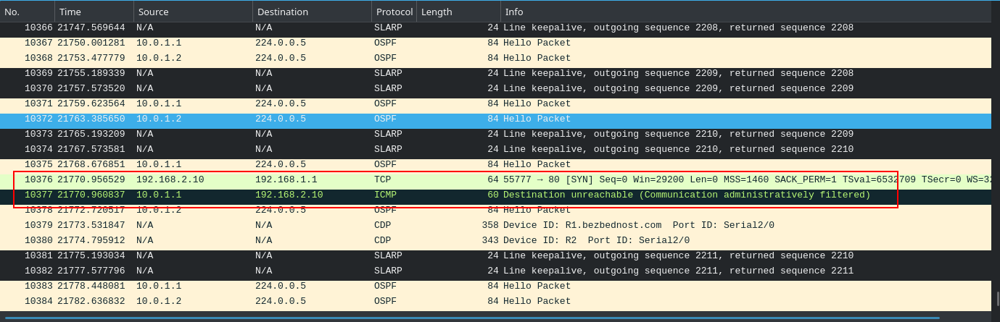 No. Time Source Destination Protocol Length Info
10366 21747.569644 N/A N/A SLARP 24 Line keepalive, outgoing sequence 2208, returned sequence 2208
10367 21750.001281 10.0.1.1 224.0.0.5 OSPF 84 Hello Packet
10368 21753.477779 10.0.1.2 224.0.0.5 OSPF 84 Hello Packet
10369 21755.189339 N/A N/A SLARP 24 Line keepalive, outgoing sequence 2209, returned sequence 2208
10370 21757.573520 N/A N/A SLARP 24 Line keepalive, outgoing sequence 2209, returned sequence 2209
10371 21759.623564 10.0.1.1 224.0.0.5 OSPF 84 Hello Packet
10372 21763.385650 10.0.1.2 224.0.0.5 OSPF 84 Hello Packet
10373 21765.193209 N/A N/A SLARP 24 Line keepalive, outgoing sequence 2210, returned sequence 2209
10374 21767.573581 N/A N/A SLARP 24 Line keepalive, outgoing sequence 2210, returned sequence 2210
10375 21768.676851 10.0.1.1 224.0.0.5 OSPF 84 Hello Packet
10376 21770.956529 192.168.2.10 192.168.1.1 TCP 64 55777 → 80 [SYN] Seq=0 Win=29200 Len=0 MSS=1460 SACK_PERM=1 TSval=6532709 TSecr=0 WS=32
10377 21770.960837 10.0.1.1 192.168.2.10 ICMP 60 Destination unreachable (Communication administratively filtered)
10378 21772.720517 10.0.1.2 224.0.0.5 OSPF 84 Hello Packet
10379 21773.531847 N/A N/A CDP 358 Device ID: R1.bezbednost.com Port ID: Serial2/0
10380 21774.795912 N/A N/A CDP 343 Device ID: R2 Port ID: Serial2/0
10381 21775.193034 N/A N/A SLARP 24 Line keepalive, outgoing sequence 2211, returned sequence 2210
10382 21777.577796 N/A N/A SLARP 24 Line keepalive, outgoing sequence 2211, returned sequence 2211
10383 21778.448081 10.0.1.1 224.0.0.5 OSPF 84 Hello Packet
10384 21782.636832 10.0.1.2 224.0.0.5 OSPF 84 Hello Packet